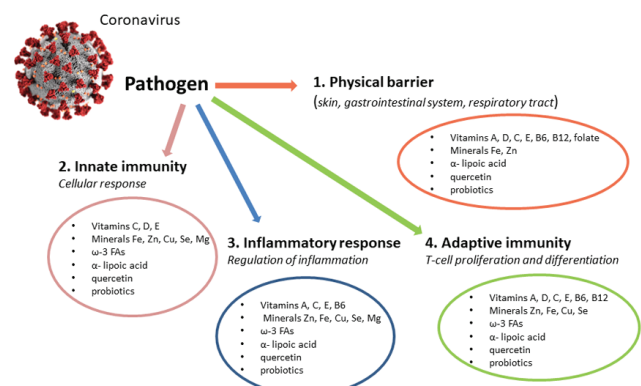 Coronavirus
Pathogen
1. Physical barrier
(skin, gastrointestinal system, respiratory tract)
• Vitamins A, D, C, E, B6, B12, folate
• Minerals Fe, Zn
• α- lipoic acid
• quercetin
• probiotics
2. Innate immunity
Cellular response
• Vitamins C, D, E
• Minerals Fe, Zn, Cu, Se, Mg
• ω-3 FAs
• α- lipoic acid
• quercetin
• probiotics
3. Inflammatory response
Regulation of inflammation
• Vitamins A, C, E, B6
• Minerals Zn, Fe, Cu, Se, Mg
• ω-3 FAs
• α- lipoic acid
• quercetin
• probiotics
4. Adaptive immunity
T-cell proliferation and differentiation
• Vitamins A, D, C, E, B6, B12
• Minerals Zn, Fe, Cu, Se
• ω-3 FAs
• α- lipoic acid
• quercetin
• probiotics